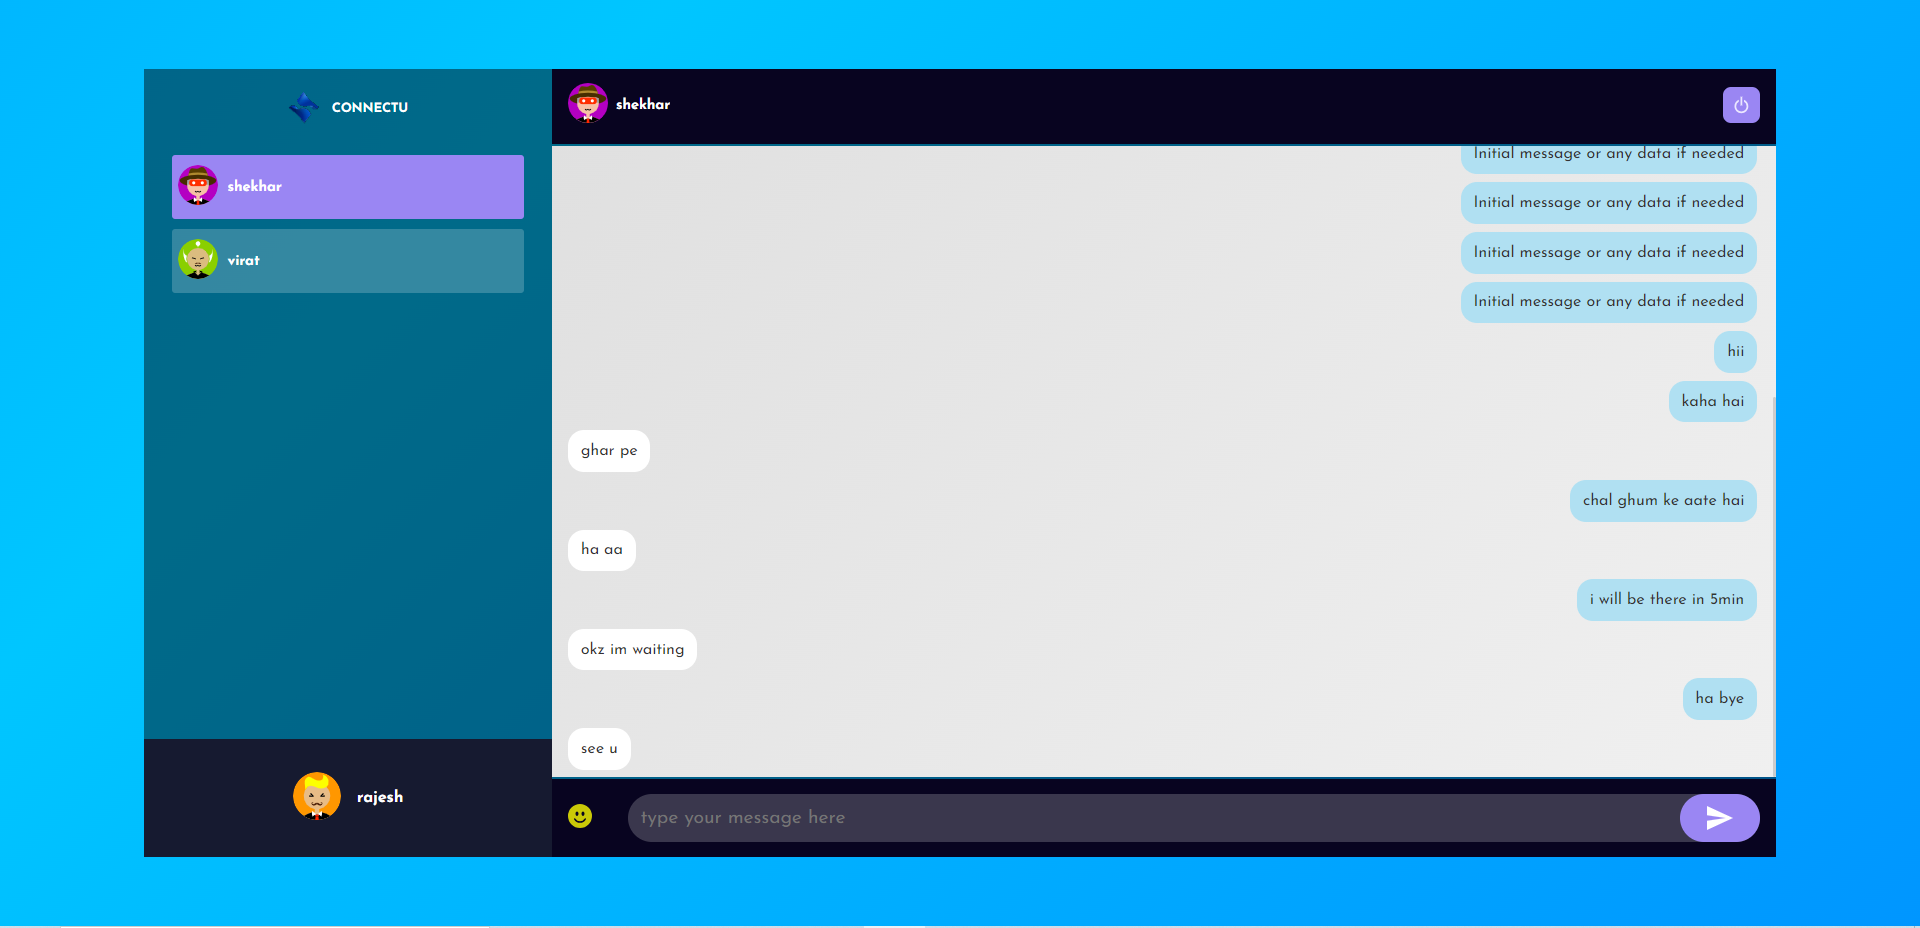 CONNECTU
shekhar
virat
rajesh
shekhar
Initial message or any data if needed
Initial message or any data if needed
Initial message or any data if needed
Initial message or any data if needed
hii
kaha hai
ghar pe
chal ghum ke aate hai
ha aa
i will be there in 5min
okz im waiting
ha bye
see u
type your message here